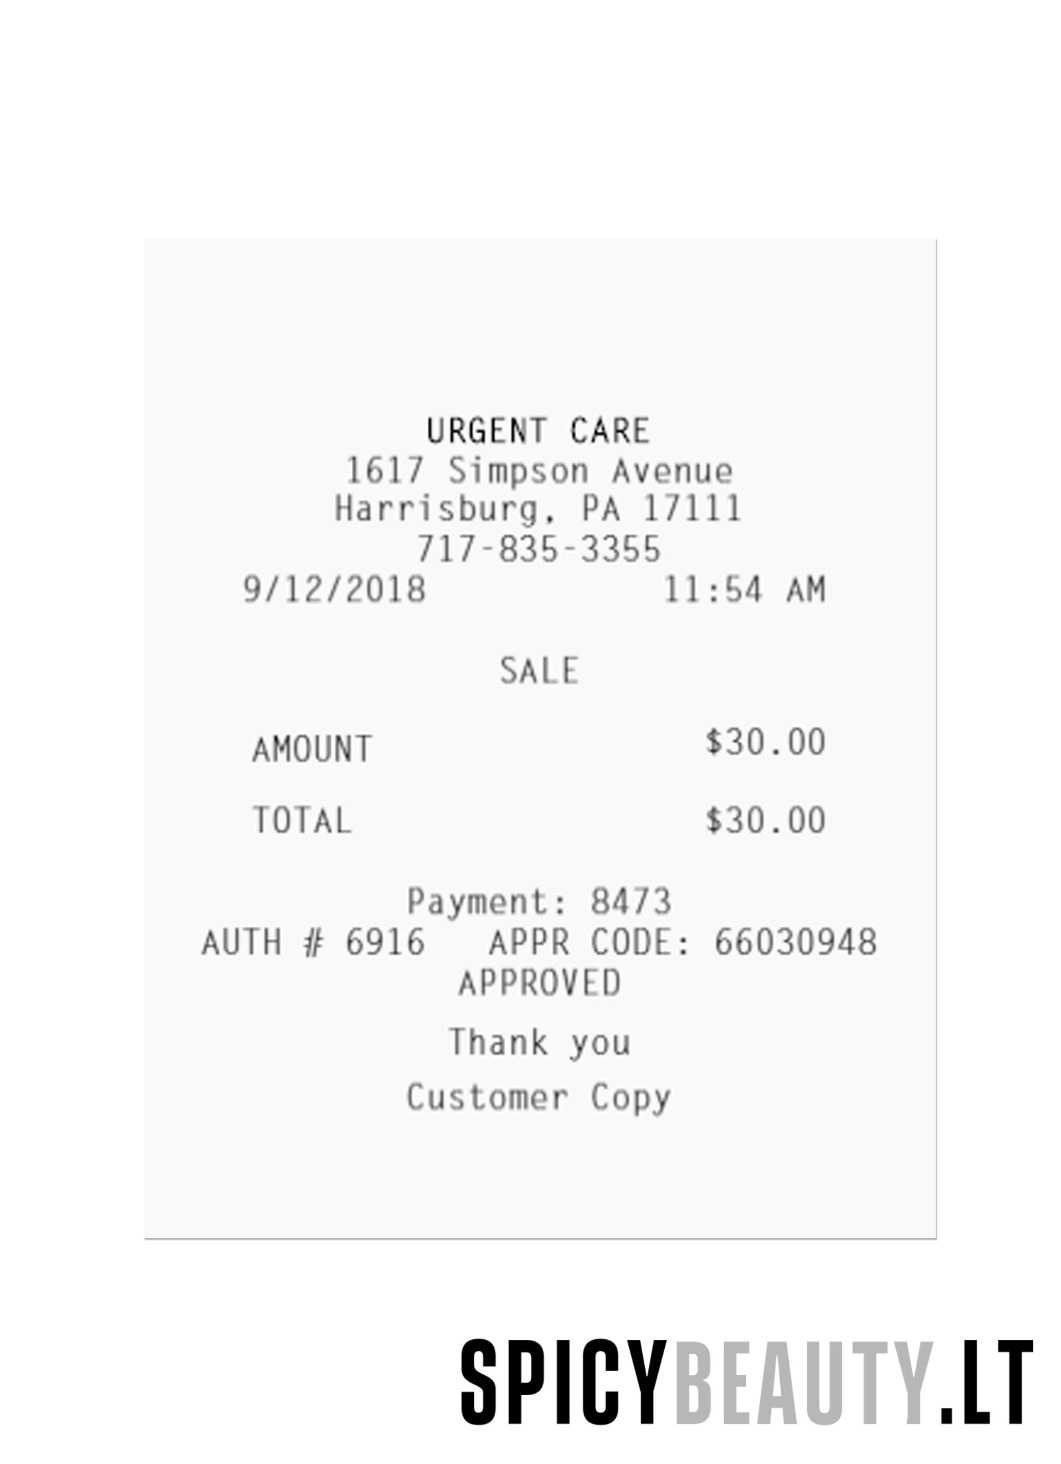 URGENT CARE
1617 Simpson Avenue
Harrisburg, PA 17111
717-835-3355
9/12/2018 11:54 AM
SALE
AMOUNT $30.00
TOTAL $30.00
Payment: 8473
AUTH # 6916 APPR CODE: 66030948
APPROVED
Thank you
Customer Copy
SPICYBEAUTY.LT